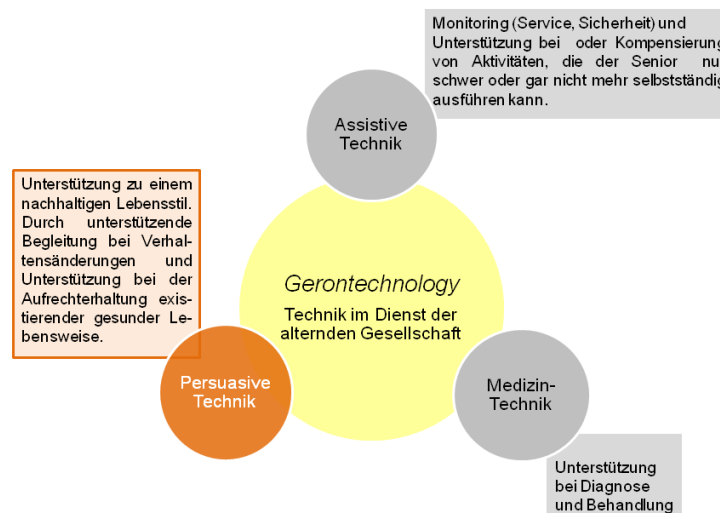 Monitoring (Service, Sicherheit) und
Unterstützung bei oder Kompensierung
von Aktivitäten, die der Senior nu
schwer oder gar nicht mehr selbstständig
ausführen kann.
Assistive
Technik
Unterstützung zu einem
nachhaltigen Lebensstil.
Durch unterstützende
Begleitung bei Verhal-
tensänderungen und
Unterstützung bei der
Aufrechterhaltung exis-
tierender gesunder Le-
bensweise.
Gerontechnology
Technik im Dienst der
alternden Gesellschaft
Persuasive
Technik
Medizin-
Technik
Unterstützung
bei Diagnose
und Behandlung